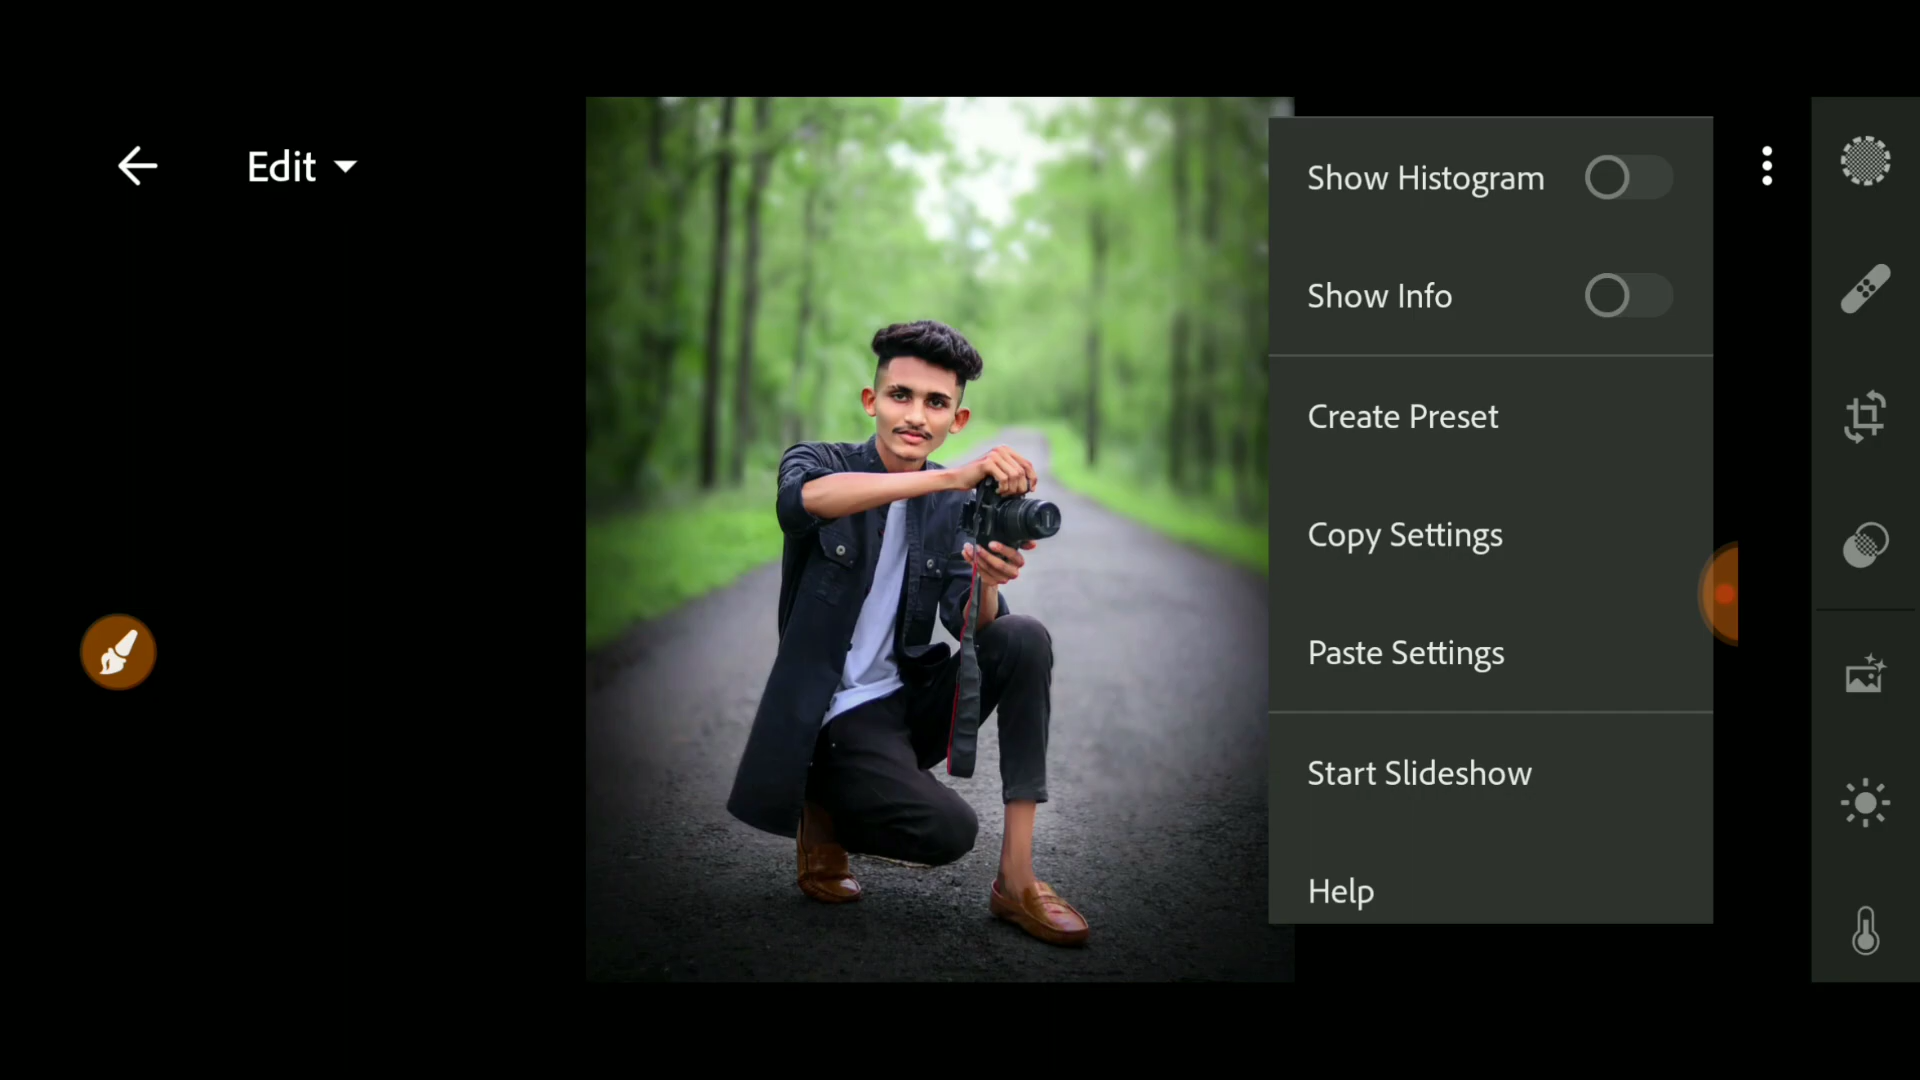 Edit
Show Histogram
Show Info
Create Preset
Copy Settings
Paste Settings
Start Slideshow
Help